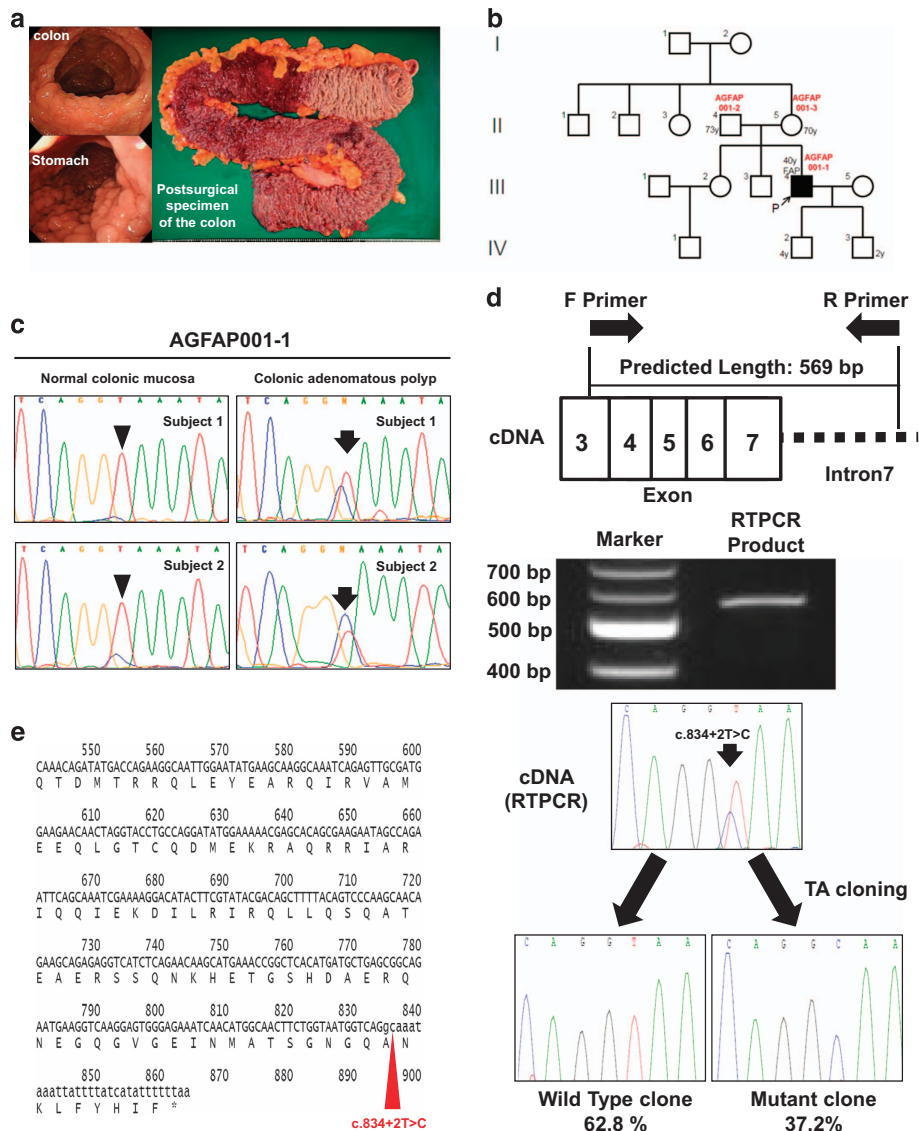 a
colon
Stomach
Postsurgical
specimen
of the colon
b
I
1
2
II
1
2
3
AGFAP
001-2
4
73y
AGFAP
001-3
5
70y
III
1
2
3
40y
FAP
4
AGFAP
001-1
5
P
IV
1
2
4y
3
2y
c
AGFAP001-1
Normal colonic mucosa
Colonic adenomatous polyp
T C A G G T A A A T A
Subject 1
T C A G G N A A A T A
Subject 1
T C A G G T A A A T A
Subject 2
T C A G G N A A A T A
Subject 2
d
F Primer
R Primer
Predicted Length: 569 bp
cDNA
3 4 5 6 7
Exon
Intron7
Marker
RTPCR
Product
700 bp
600 bp
500 bp
400 bp
C A G G T A A
c.834+2T>C
cDNA
(RTPCR)
TA cloning
C A G G T A A
C A G G C A A
Wild Type clone
62.8 %
Mutant clone
37.2%
e
550 560 570 580 590 600
CAAACAGATATGACCAGAAGGCAATTGGAATATGAAGCAAGGCAAATCAGAGTTGCGATG
Q T D M T R R Q L E Y E A R Q I R V A M
610 620 630 640 650 660
GAAGAACAACTAGGTACCTGCCAGGATATGGAAAAACGAGCACAGCGAAGAATAGCCAGA
E E Q L G T C Q D M E K R A Q R R I A R
670 680 690 700 710 720
ATTCAGCAAATCGAAAAGGACATACTTCGTATACGACAGCTTTTACAGTCCCAAGCAACA
I Q Q I E K D I L R I R Q L L Q S Q A T
730 740 750 760 770 780
GAAGCAGAGAGGTCATCTCAGAACAAGCATGAAACCGGCTCACATGATGCTGAGCGGCAG
E A E R S S Q N K H E T G S H D A E R Q
790 800 810 820 830 840
AATGAAGGTCAAGGAGTGGGAGAAATCAACATGGCAACTTCTGGTAATGGTCAGgcaaat
N E G Q G V G E I N M A T S G N G Q A N
850 860 870 880 890 900
aaattattttatcatatttttttaa
K L F Y H I F *
c.834+2T>C